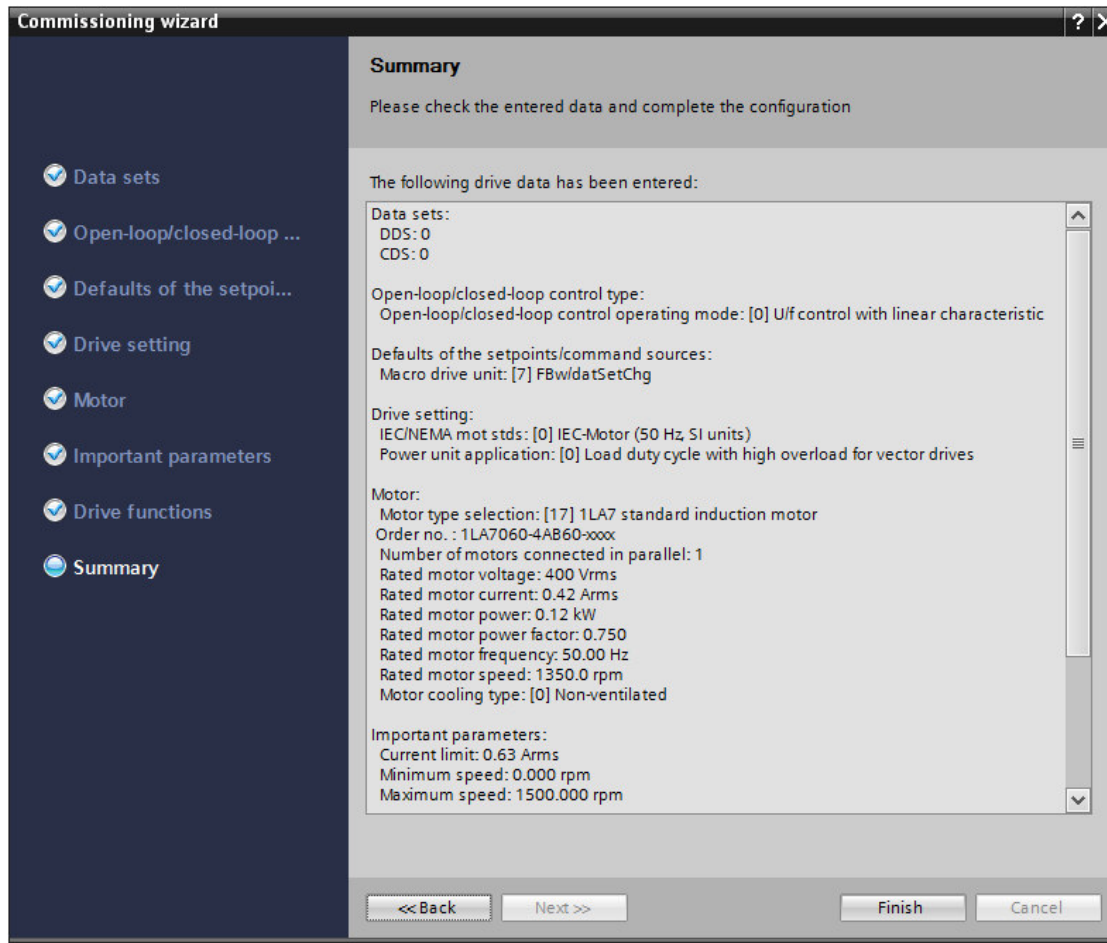 Commissioning wizard
?
Summary
Please check the entered data and complete the configuration
Data sets
Open-loop/closed-loop ...
Defaults of the setpoi...
Drive setting
Motor
Important parameters
Drive functions
Summary
The following drive data has been entered:
Data sets:
DDS: 0
CDS: 0
Open-loop/closed-loop control type:
Open-loop/closed-loop control operating mode: [0] U/f control with linear characteristic
Defaults of the setpoints/command sources:
Macro drive unit: [7] FBw/datSetChg
Drive setting:
IEC/NEMA mot stds: [0] IEC-Motor (50 Hz, SI units)
Power unit application: [0] Load duty cycle with high overload for vector drives
Motor:
Motor type selection: [17] 1LA7 standard induction motor
Order no. : 1LA7060-4AB60-xxxx
Number of motors connected in parallel: 1
Rated motor voltage: 400 Vrms
Rated motor current: 0.42 Arms
Rated motor power: 0.12 kW
Rated motor power factor: 0.750
Rated motor frequency: 50.00 Hz
Rated motor speed: 1350.0 rpm
Motor cooling type: [0] Non-ventilated
Important parameters:
Current limit: 0.63 Arms
Minimum speed: 0.000 rpm
Maximum speed: 1500.000 rpm
<< Back
Next >>
Finish
Cancel